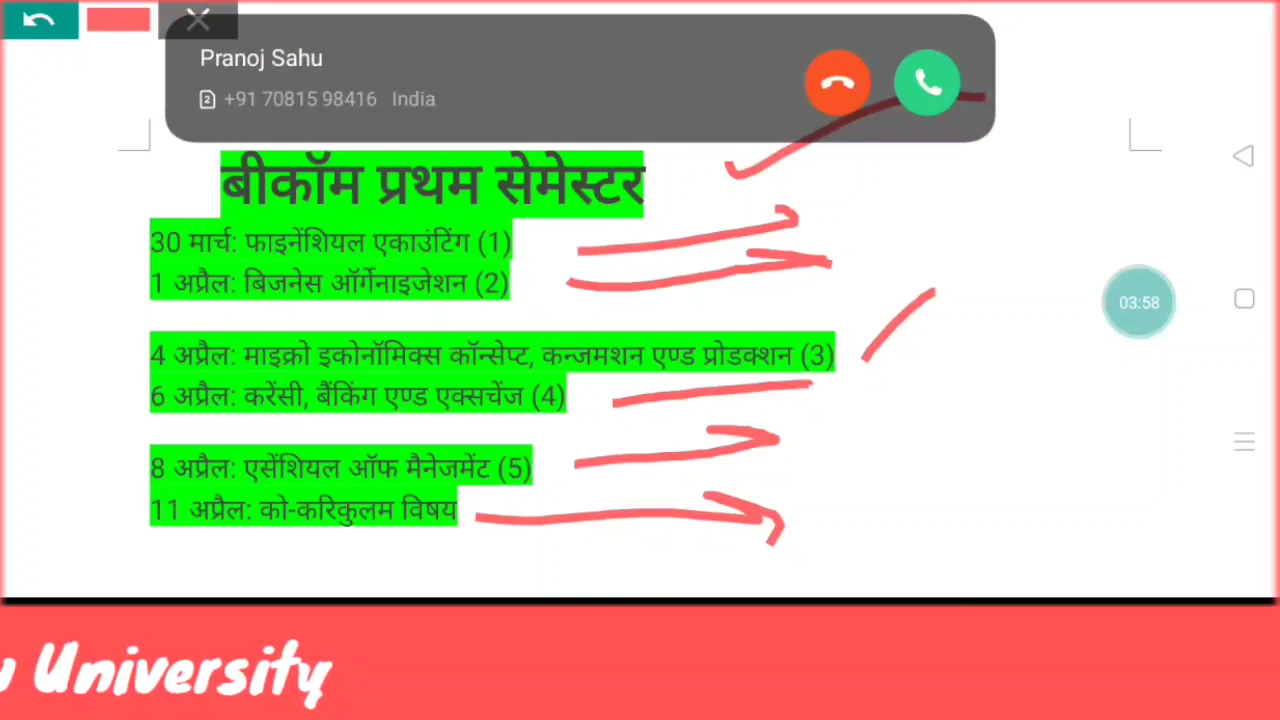 Pranoj Sahu
2 +91 70815 98416 India
बीकॉम प्रथम सेमेस्टर
30 मार्च: फाइनेंशियल एकाउंटिंग (1)
1 अप्रैल: बिजनेस ऑर्गेनाइजेशन (2)
03:58
4 अप्रैल: माइक्रो इकोनॉमिक्स कॉन्सेप्ट, कन्जमशन एण्ड प्रोडक्शन (3)
6 अप्रैल: करेंसी, बैंकिंग एण्ड एक्सचेंज (4)
8 अप्रैल: एसेंशियल ऑफ मैनेजमेंट (5)
11 अप्रैल: को-करिकुलम विषय
University